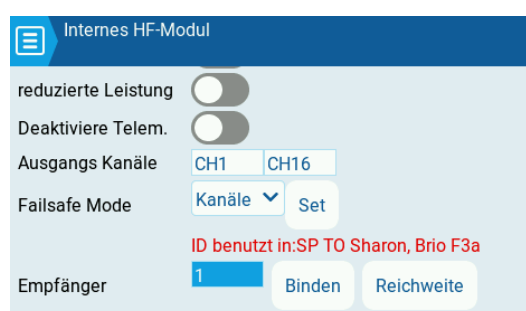 Internes HF-Modul
reduzierte Leistung
Deaktiviere Telem.
Ausgangs Kanäle CH1 CH16
Failsafe Mode Kanäle Set
ID benutzt in:SP TO Sharon, Brio F3a
Empfänger 1 Binden Reichweite